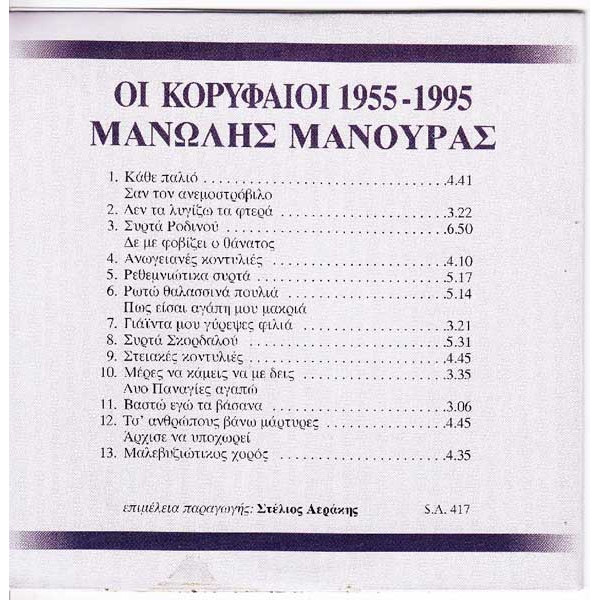 ΟΙ ΚΟΡΥΦΑΙΟΙ 1955-1995
ΜΑΝΩΛΗΣ ΜΑΝΟΥΡΑΣ
1. Κάθε παλιό ........................................ 4.41
Σαν τον ανεμοστρόβιλο
2. Δεν τα λυγίζω τα φτερά ........................... 3.22
3. Συρτά Ροδινού .................................... 6.50
Δε με φοβίζει ο θάνατος
4. Ανωγειανές κοντυλιές ............................. 4.10
5. Ρεθεμνιώτικα συρτά ............................... 5.17
6. Ρωτώ θαλασσινά πουλιά ............................ 5.14
Πως είσαι αγάπη μου μακριά
7. Γιάϊντα μου γύρεψες φιλιά ........................ 3.21
8. Συρτά Σκορδαλού .................................. 5.31
9. Στειακές κοντυλιές ............................... 4.45
10. Μέρες να κάμεις να με δεις ...................... 3.35
Δυο Παναγίες αγαπώ
11. Βαστώ εγώ τα βάσανα ............................. 3.06
12. Τσ' ανθρώπους βάνω μάρτυρες ..................... 4.45
Άρχισε να υποχωρεί
13. Μαλεβυζιώτικος χορός ............................ 4.35
επιμέλεια παραγωγής: Στέλιος Αεράκης S.A. 417